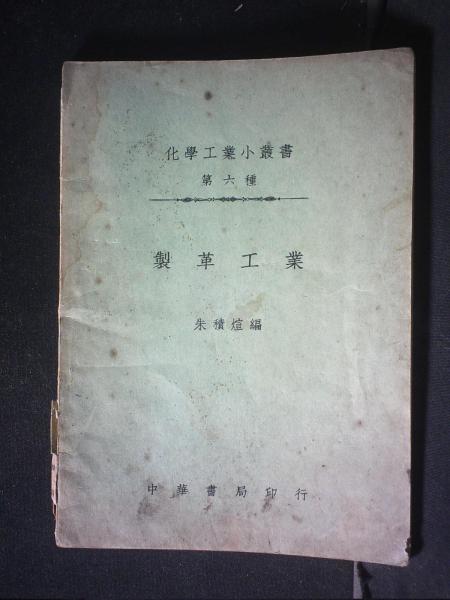 化學工業小叢書
第六種
製革工業
朱積煊編
中華書局印行